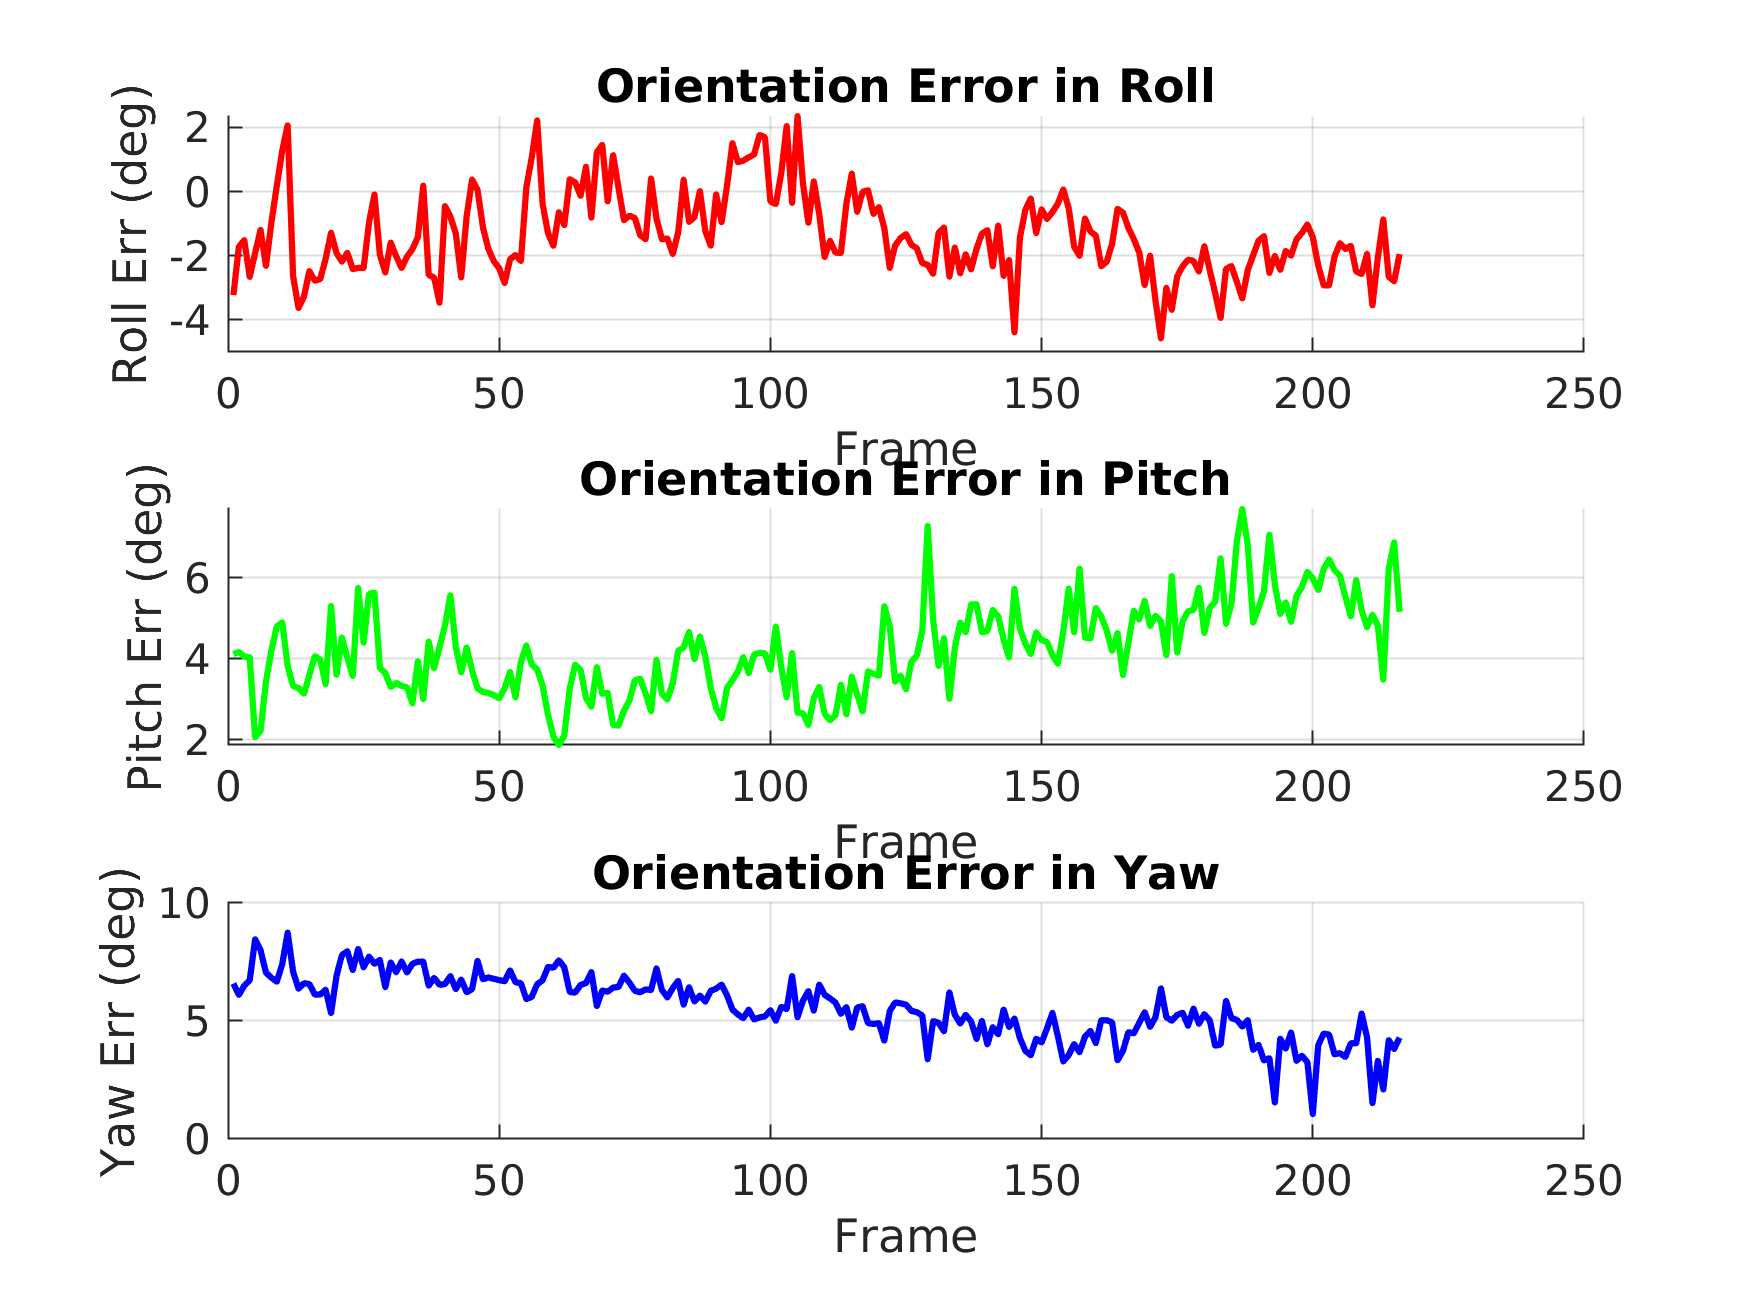 Orientation Error in Roll
Roll Err (deg)
2
0
-2
-4
0 50 100 150 200 250
Frame
Orientation Error in Pitch
Pitch Err (deg)
6
4
2
0 50 100 150 200 250
Frame
Orientation Error in Yaw
Yaw Err (deg)
10
5
0
0 50 100 150 200 250
Frame